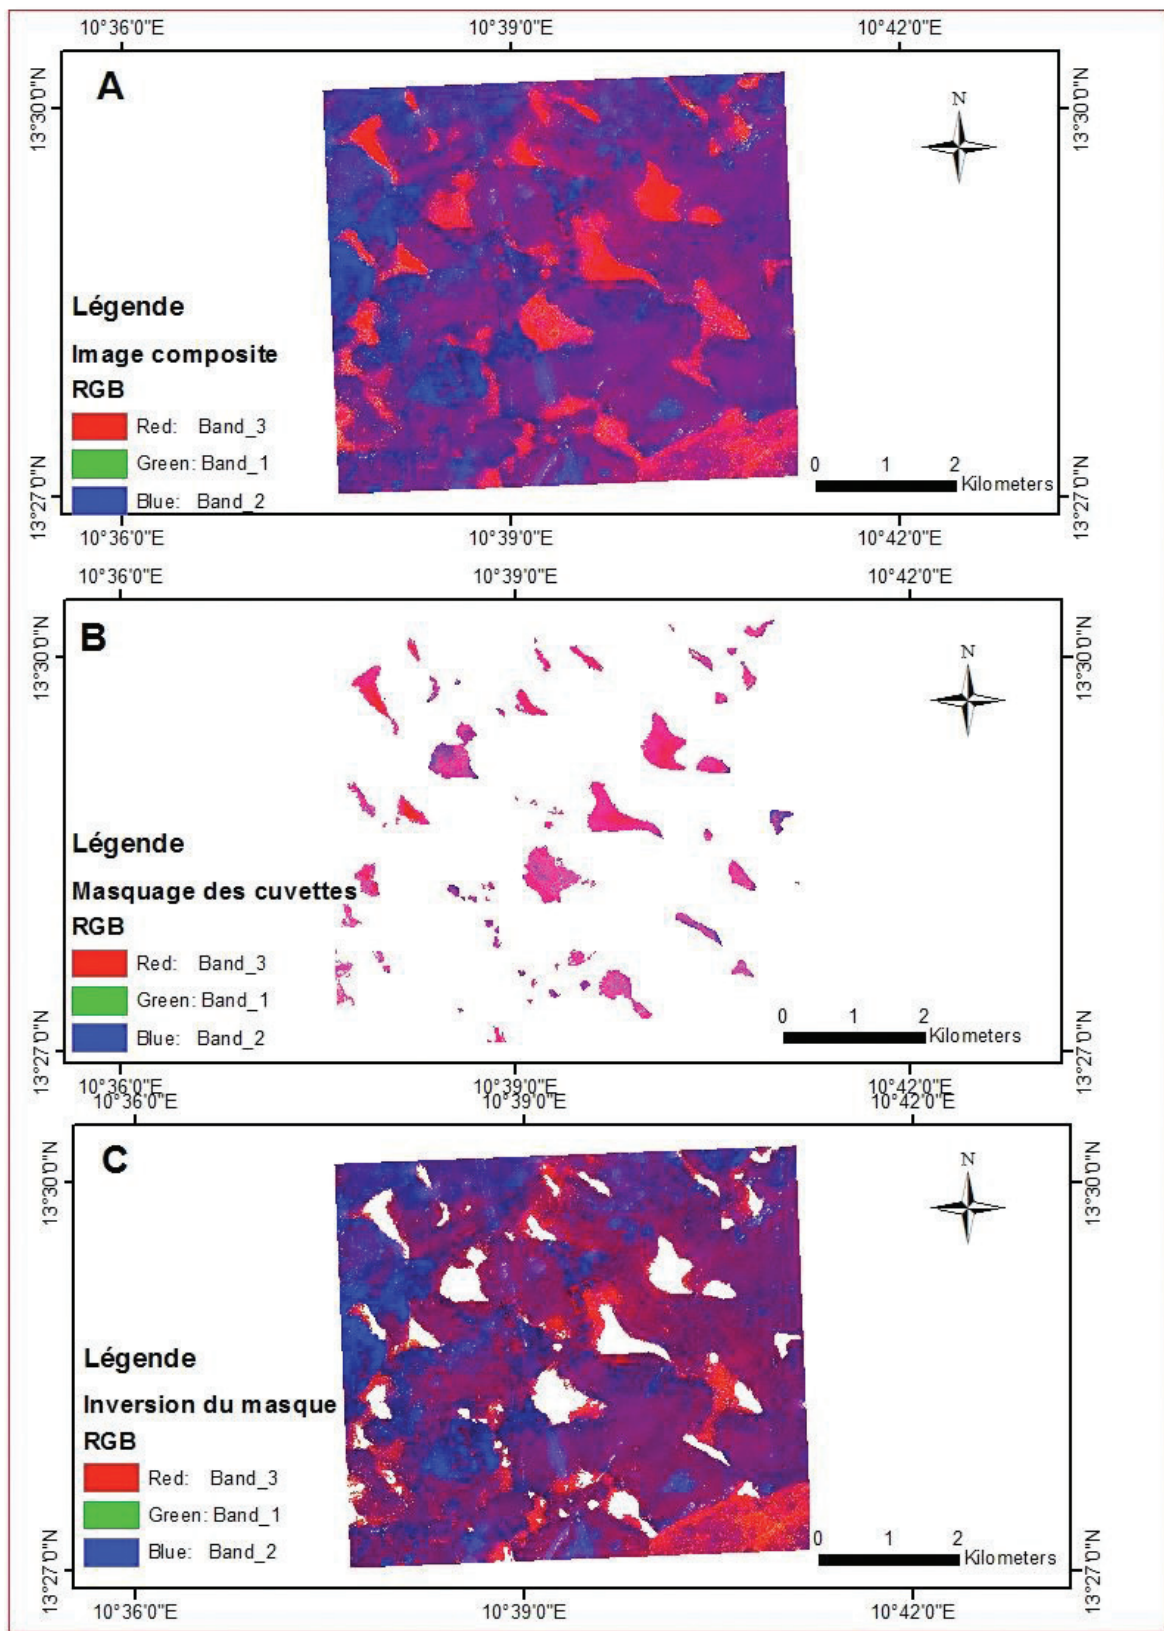 10°36'0"E 10°39'0"E 10°42'0"E
A
13°30'0"N 13°30'0"N
N
Légende
Image composite
RGB
Red: Band_3
Green: Band_1
Blue: Band_2
0 1 2
Kilometers
13°27'0"N 13°27'0"N
10°36'0"E 10°39'0"E 10°42'0"E
10°36'0"E 10°39'0"E 10°42'0"E
B
13°30'0"N 13°30'0"N
N
Légende
Masquage des cuvettes
RGB
Red: Band_3
Green: Band_1
Blue: Band_2
0 1 2
Kilometers
13°27'0"N 13°27'0"N
10°36'0"E 10°39'0"E 10°42'0"E
10°36'0"E 10°39'0"E 10°42'0"E
C
13°30'0"N 13°30'0"N
N
Légende
Inversion du masque
RGB
Red: Band_3
Green: Band_1
Blue: Band_2
0 1 2
Kilometers
13°27'0"N 13°27'0"N
10°36'0"E 10°39'0"E 10°42'0"E